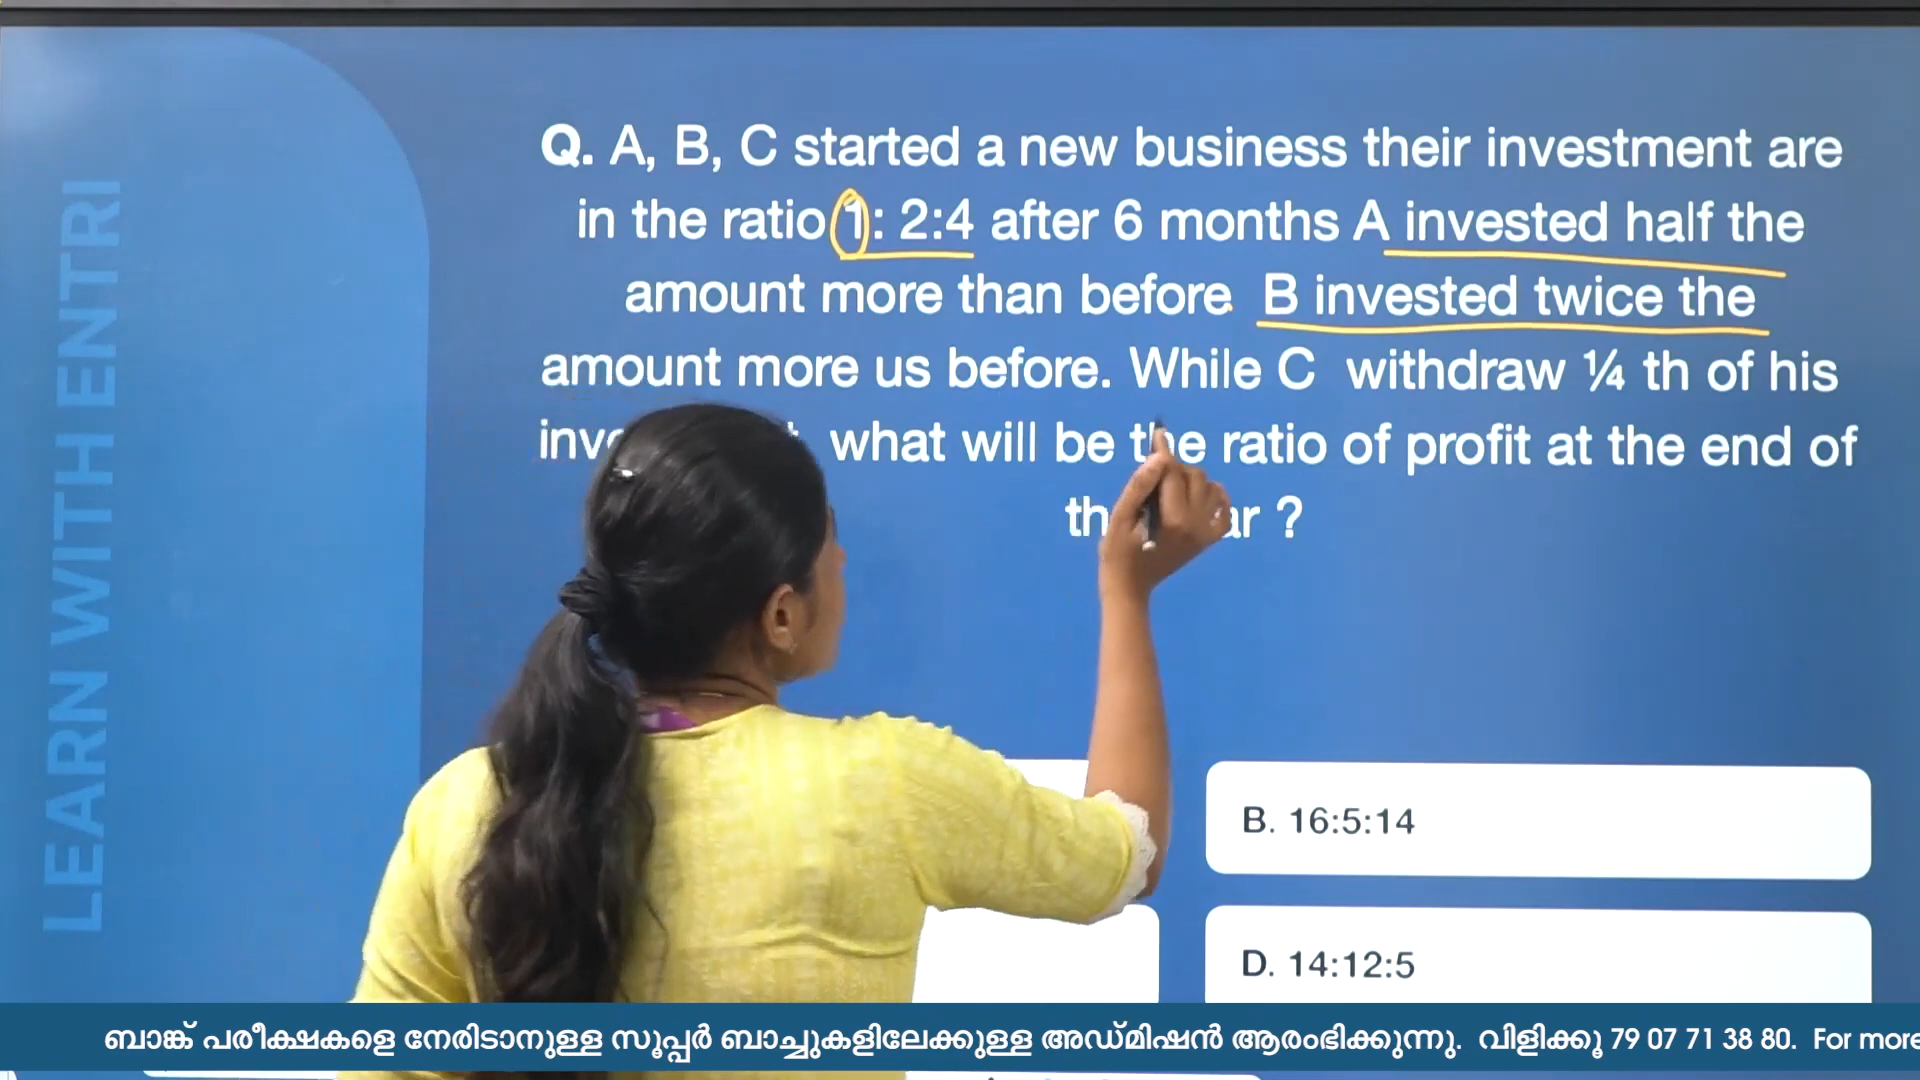 LEARN WITH ENTRI
Q. A, B, C started a new business their investment are
in the ratio 1: 2:4 after 6 months A invested half the
amount more than before B invested twice the
amount more us before. While C withdraw ¼ th of his
what will be the ratio of profit at the end of
?
B. 16:5:14
D. 14:12:5
ബാങ്ക് പരീക്ഷകളെ നേരിടാനുള്ള സൂപ്പർ ബാച്ചുകളിലേക്കുള്ള അഡ്മിഷൻ ആരംഭിക്കുന്നു. വിളിക്കൂ 79 07 71 38 80. For more